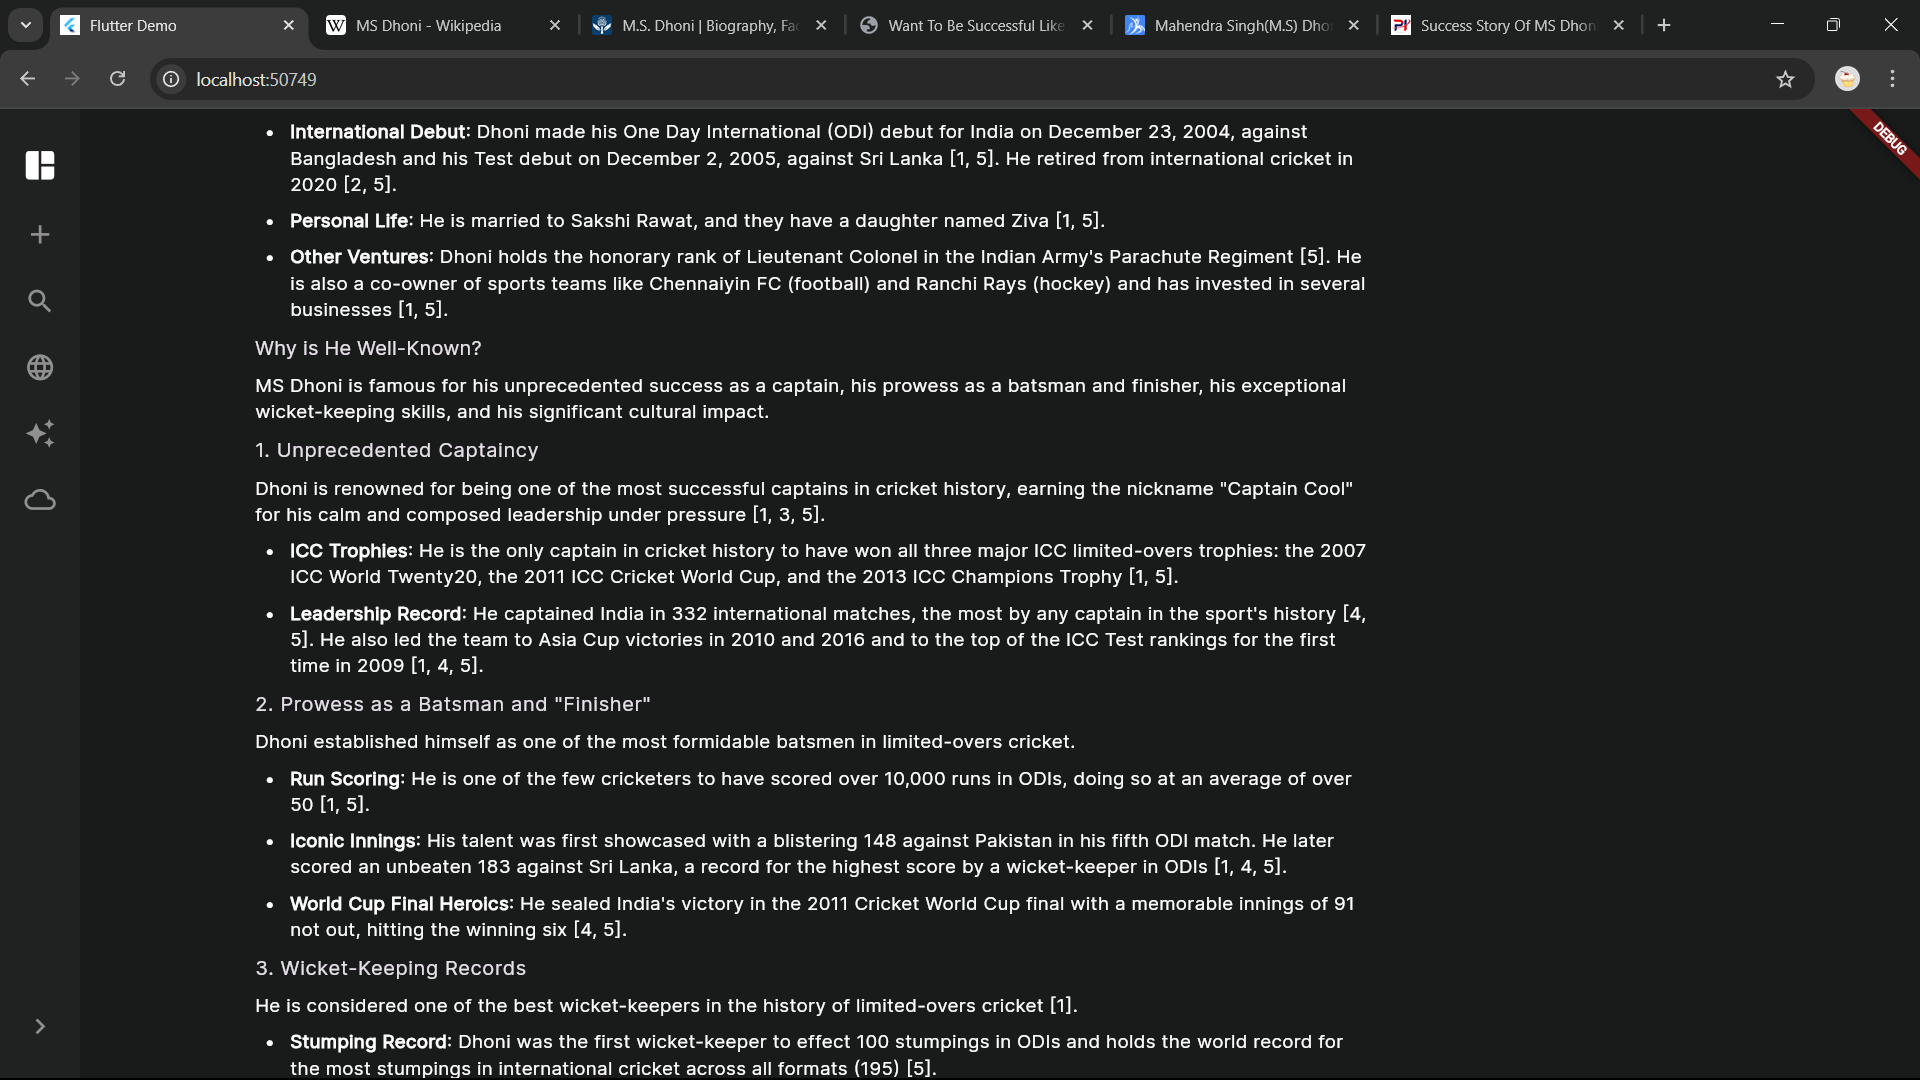 Flutter Demo
MS Dhoni - Wikipedia
M.S. Dhoni | Biography, Fac
Want To Be Successful Like
Mahendra Singh(M.S) Dho
Success Story Of MS Dhon
localhost:50749
DEBUG
• International Debut: Dhoni made his One Day International (ODI) debut for India on December 23, 2004, against
Bangladesh and his Test debut on December 2, 2005, against Sri Lanka [1, 5]. He retired from international cricket in
2020 [2, 5].
• Personal Life: He is married to Sakshi Rawat, and they have a daughter named Ziva [1, 5].
• Other Ventures: Dhoni holds the honorary rank of Lieutenant Colonel in the Indian Army's Parachute Regiment [5]. He
is also a co-owner of sports teams like Chennaiyin FC (football) and Ranchi Rays (hockey) and has invested in several
businesses [1, 5].
Why is He Well-Known?
MS Dhoni is famous for his unprecedented success as a captain, his prowess as a batsman and finisher, his exceptional
wicket-keeping skills, and his significant cultural impact.
1. Unprecedented Captaincy
Dhoni is renowned for being one of the most successful captains in cricket history, earning the nickname "Captain Cool"
for his calm and composed leadership under pressure [1, 3, 5].
• ICC Trophies: He is the only captain in cricket history to have won all three major ICC limited-overs trophies: the 2007
ICC World Twenty20, the 2011 ICC Cricket World Cup, and the 2013 ICC Champions Trophy [1, 5].
• Leadership Record: He captained India in 332 international matches, the most by any captain in the sport's history [4,
5]. He also led the team to Asia Cup victories in 2010 and 2016 and to the top of the ICC Test rankings for the first
time in 2009 [1, 4, 5].
2. Prowess as a Batsman and "Finisher"
Dhoni established himself as one of the most formidable batsmen in limited-overs cricket.
• Run Scoring: He is one of the few cricketers to have scored over 10,000 runs in ODIs, doing so at an average of over
50 [1, 5].
• Iconic Innings: His talent was first showcased with a blistering 148 against Pakistan in his fifth ODI match. He later
scored an unbeaten 183 against Sri Lanka, a record for the highest score by a wicket-keeper in ODIs [1, 4, 5].
• World Cup Final Heroics: He sealed India's victory in the 2011 Cricket World Cup final with a memorable innings of 91
not out, hitting the winning six [4, 5].
3. Wicket-Keeping Records
He is considered one of the best wicket-keepers in the history of limited-overs cricket [1].
• Stumping Record: Dhoni was the first wicket-keeper to effect 100 stumpings in ODIs and holds the world record for
the most stumpings in international cricket across all formats (195) [5].